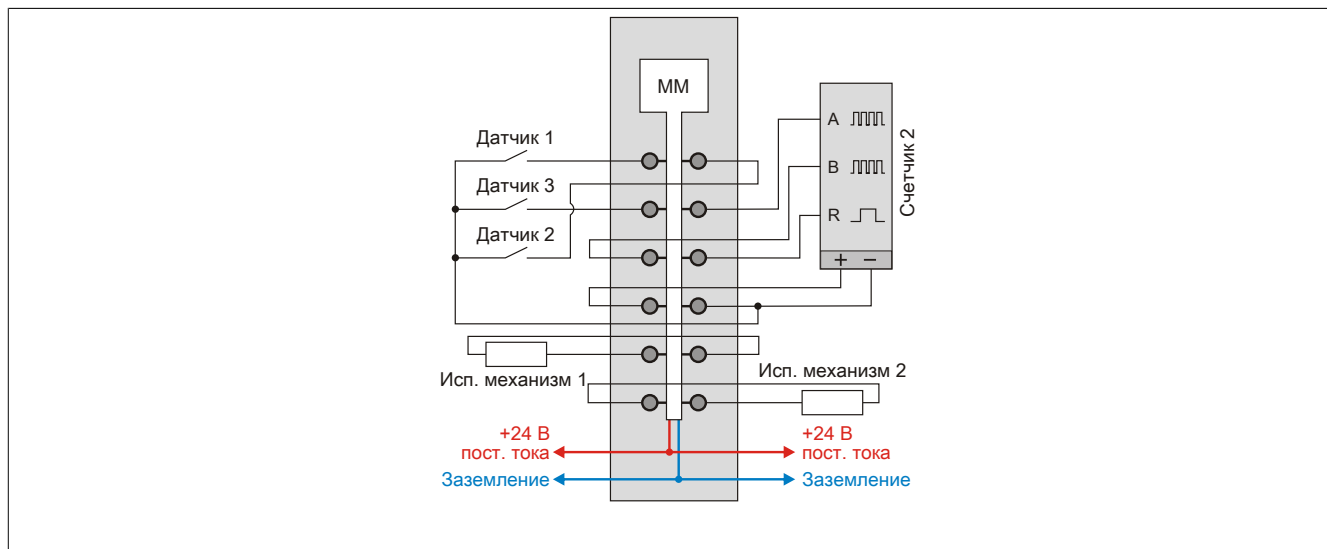 ММ
Датчик 1
Датчик 3
Датчик 2
A
B
R
Счетчик 2
+ −
Исп. механизм 1
Исп. механизм 2
+24 В
пост. тока
+24 В
пост. тока
Заземление
Заземление